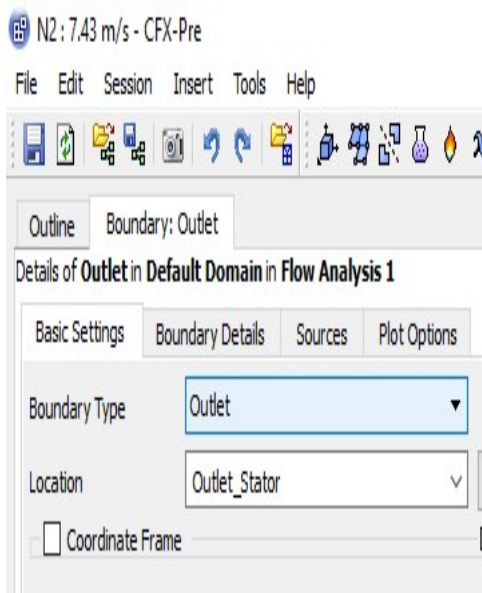 N2 : 7.43 m/s - CFX-Pre
File Edit Session Insert Tools Help
Outline Boundary: Outlet
Details of Outlet in Default Domain in Flow Analysis 1
Basic Settings Boundary Details Sources Plot Options
Boundary Type Outlet
Location Outlet_Stator
Coordinate Frame